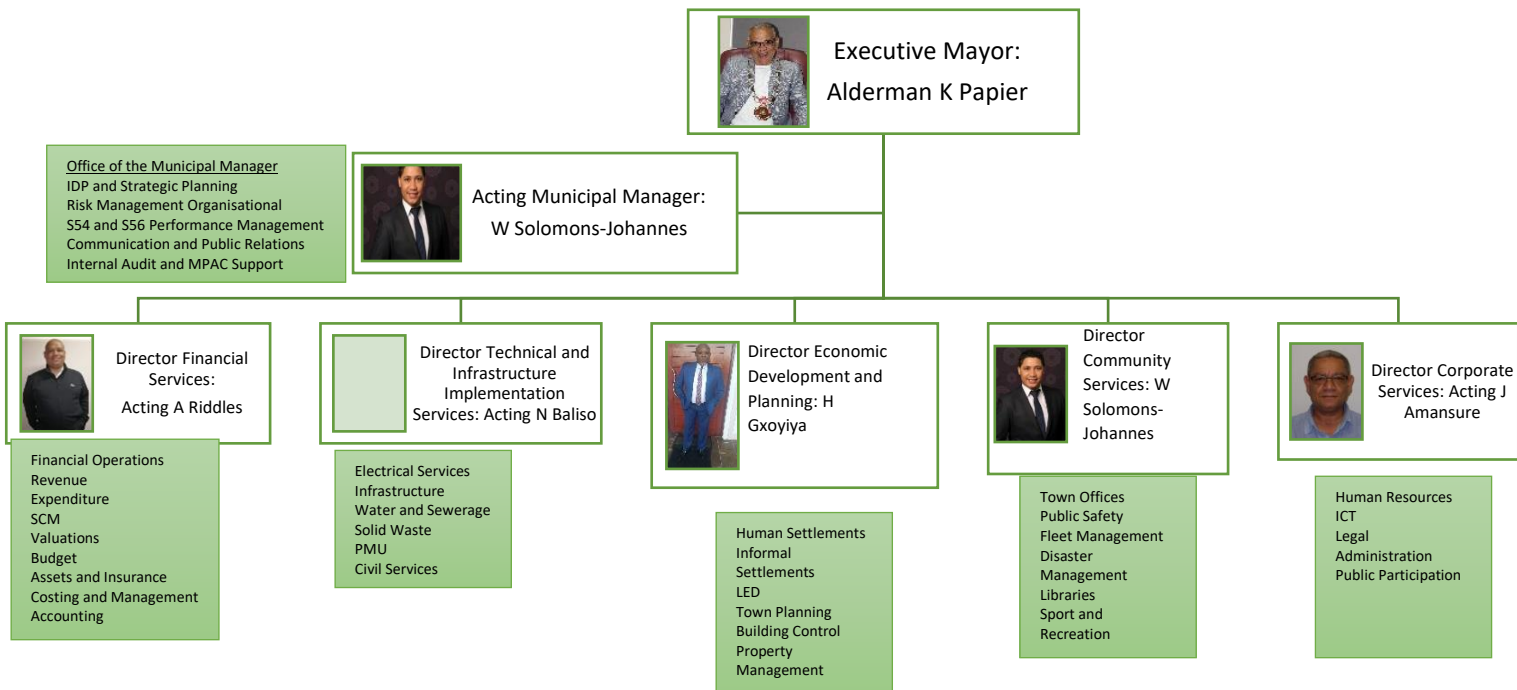 Executive Mayor:
Alderman K Papier
Office of the Municipal Manager
IDP and Strategic Planning
Risk Management Organisational
S54 and S56 Performance Management
Communication and Public Relations
Internal Audit and MPAC Support
Acting Municipal Manager:
W Solomons-Johannes
Director Financial
Services:
Acting A Riddles
Director Technical and
Infrastructure
Implementation
Services: Acting N Baliso
Director Economic
Development and
Planning: H
Gxoyiya
Director
Community
Services: W
Solomons-
Johannes
Director Corporate
Services: Acting J
Amansure
Financial Operations
Revenue
Expenditure
SCM
Valuations
Budget
Assets and Insurance
Costing and Management
Accounting
Electrical Services
Infrastructure
Water and Sewerage
Solid Waste
PMU
Civil Services
Human Settlements
Informal
Settlements
LED
Town Planning
Building Control
Property
Management
Town Offices
Public Safety
Fleet Management
Disaster
Management
Libraries
Sport and
Recreation
Human Resources
ICT
Legal
Administration
Public Participation